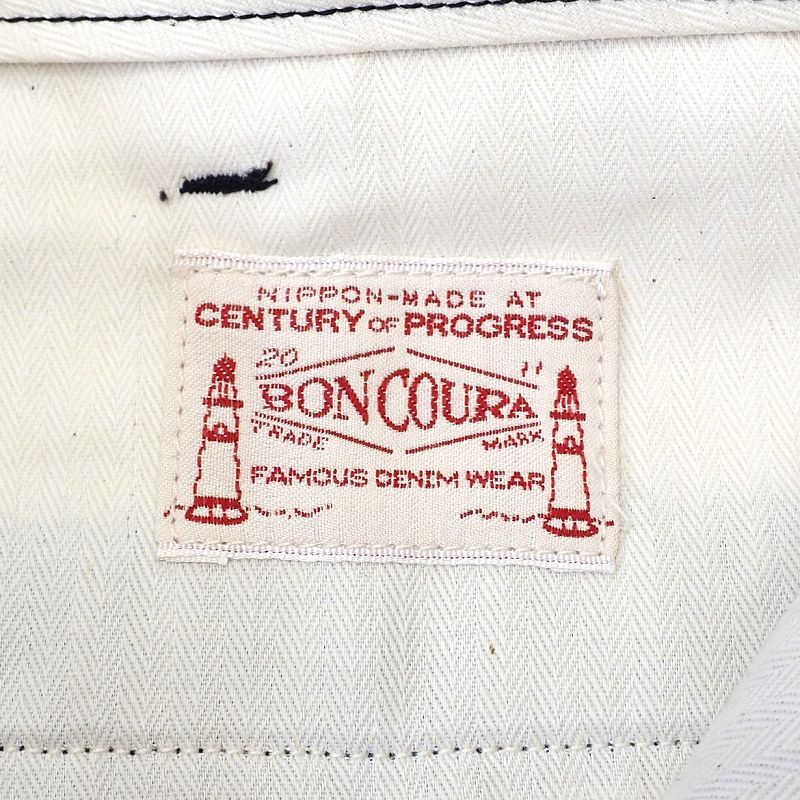 NIPPON-MADE AT
CENTURY OF PROGRESS
20 11
BONCOURA
TRADE MARK
FAMOUS DENIM WEAR